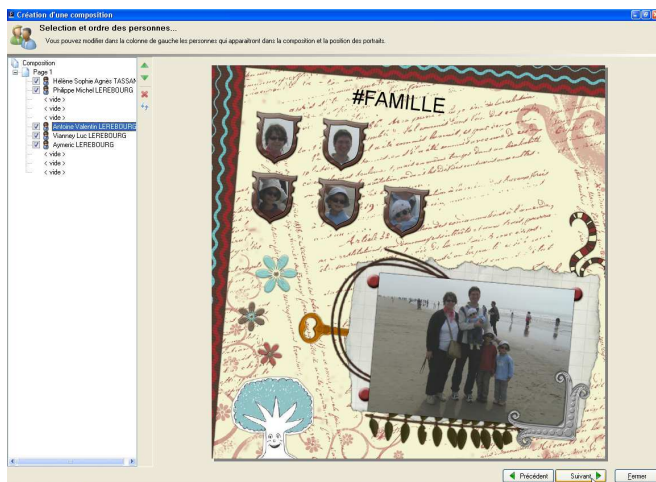 Création d'une composition
Selection et ordre des personnes...
Vous pouvez modifier dans la colonne de gauche les personnes qui apparaitront dans la composition et la position des portraits.
Composition
Page 1
Hélène Sophie Agnès TASSAN
Philippe Michel LEREBOURG
< vide >
< vide >
< vide >
Antoine Valentin LEREBOURG
Vianney Luc LEREBOURG
Aymeric LEREBOURG
< vide >
< vide >
#FAMILLE
Précédent
Suivant
Fermer